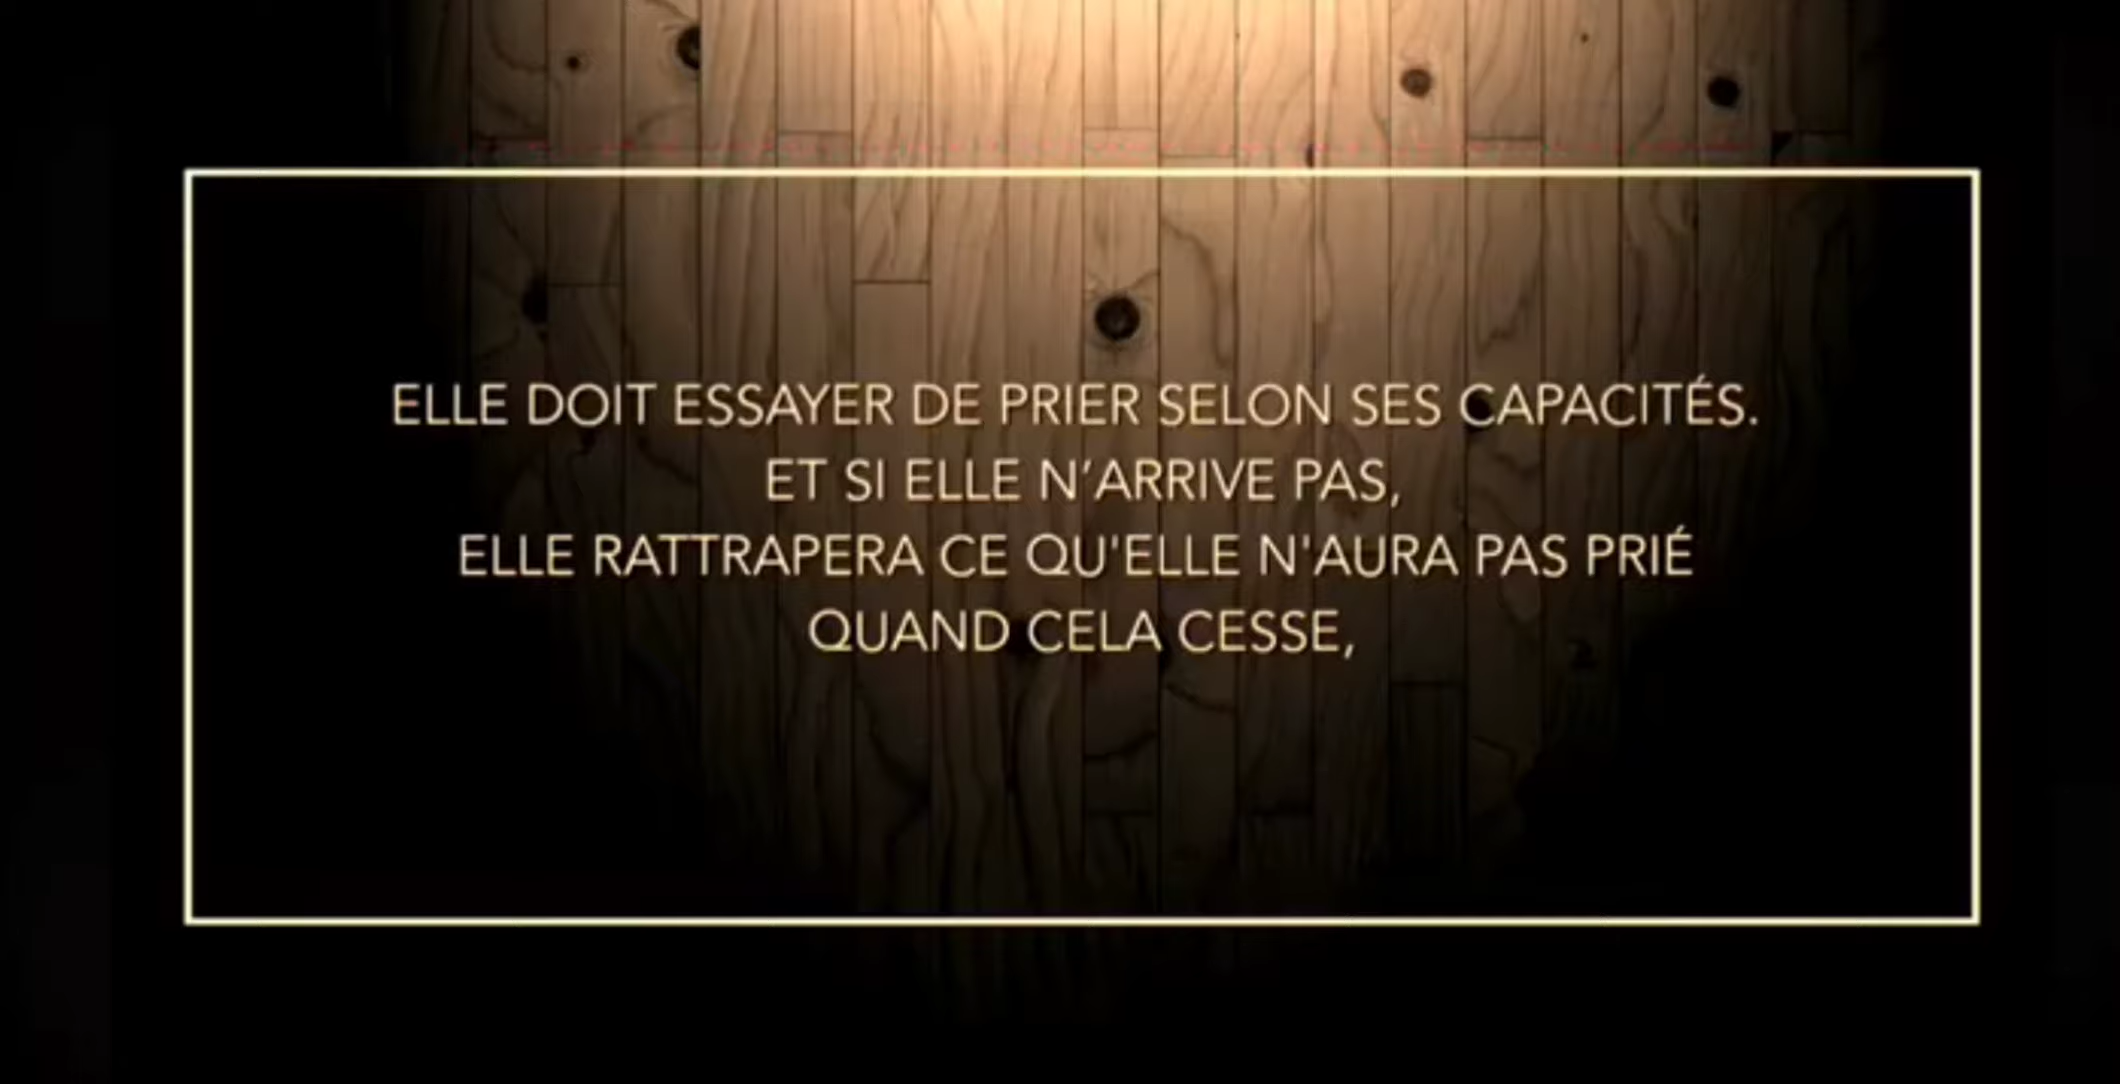 ELLE DOIT ESSAYER DE PRIER SELON SES CAPACITÉS.
ET SI ELLE N’ARRIVE PAS,
ELLE RATTRAPERA CE QU'ELLE N'AURA PAS PRIÉ
QUAND CELA CESSE,